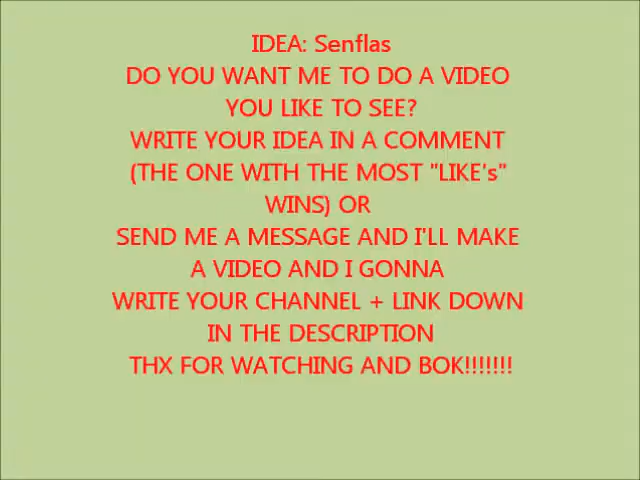 IDEA: Senflas
DO YOU WANT ME TO DO A VIDEO
YOU LIKE TO SEE?
WRITE YOUR IDEA IN A COMMENT
(THE ONE WITH THE MOST "LIKE's"
WINS) OR
SEND ME A MESSAGE AND I'LL MAKE
A VIDEO AND I GONNA
WRITE YOUR CHANNEL + LINK DOWN
IN THE DESCRIPTION
THX FOR WATCHING AND BOK!!!!!!!